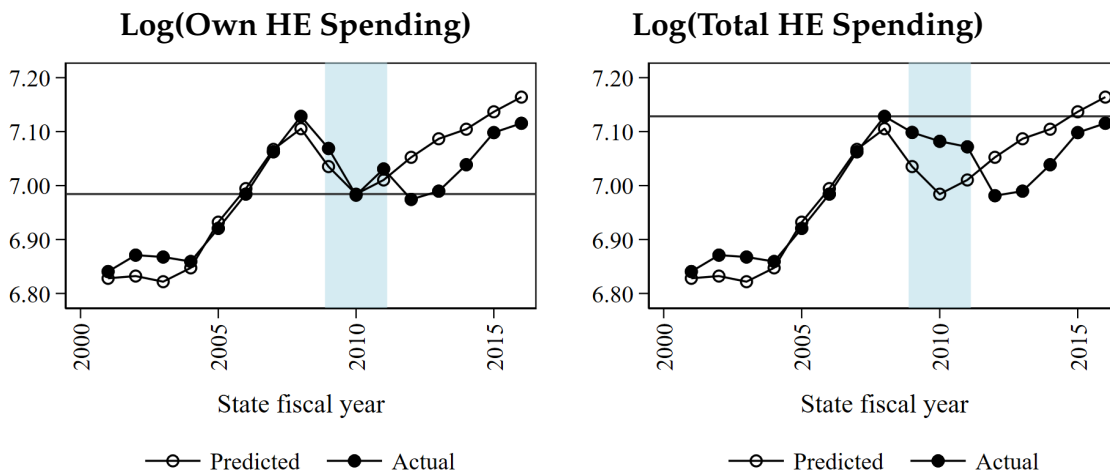 Log(Own HE Spending)
7.20
7.10
7.00
6.90
6.80
2000
2005
2010
2015
State fiscal year
Predicted
Actual
Log(Total HE Spending)
7.20
7.10
7.00
6.90
6.80
2000
2005
2010
2015
State fiscal year
Predicted
Actual